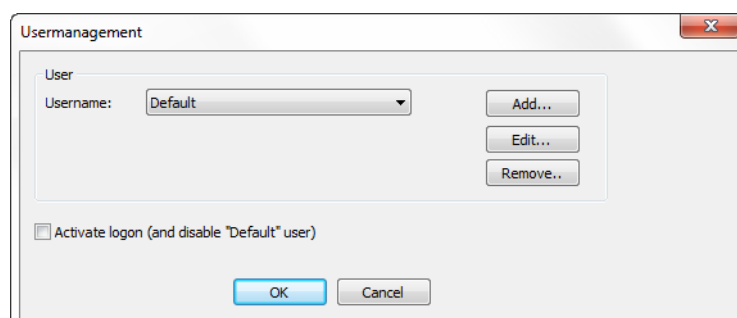 Usermanagement
User
Username: Default Add...
Edit...
Remove..
Activate logon (and disable "Default" user)
OK Cancel